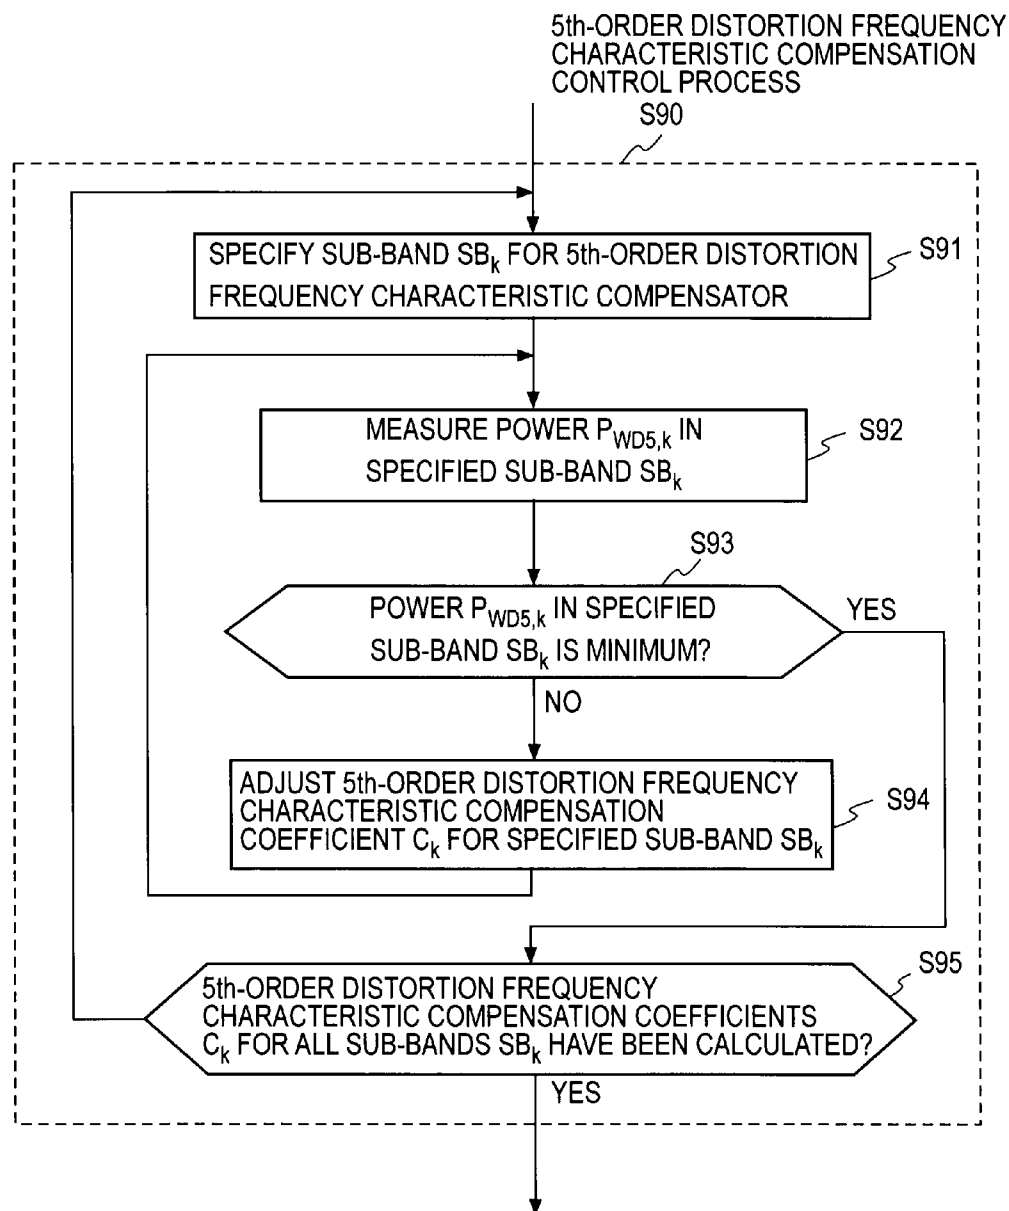 5th-ORDER DISTORTION FREQUENCY
CHARACTERISTIC COMPENSATION
CONTROL PROCESS
S90
SPECIFY SUB-BAND SBk FOR 5th-ORDER DISTORTION
FREQUENCY CHARACTERISTIC COMPENSATOR
S91
MEASURE POWER PWD5,k IN
SPECIFIED SUB-BAND SBk
S92
S93
POWER PWD5,k IN SPECIFIED
SUB-BAND SBk IS MINIMUM?
YES
NO
ADJUST 5th-ORDER DISTORTION FREQUENCY
CHARACTERISTIC COMPENSATION
COEFFICIENT Ck FOR SPECIFIED SUB-BAND SBk
S94
S95
5th-ORDER DISTORTION FREQUENCY
CHARACTERISTIC COMPENSATION COEFFICIENTS
Ck FOR ALL SUB-BANDS SBk HAVE BEEN CALCULATED?
YES